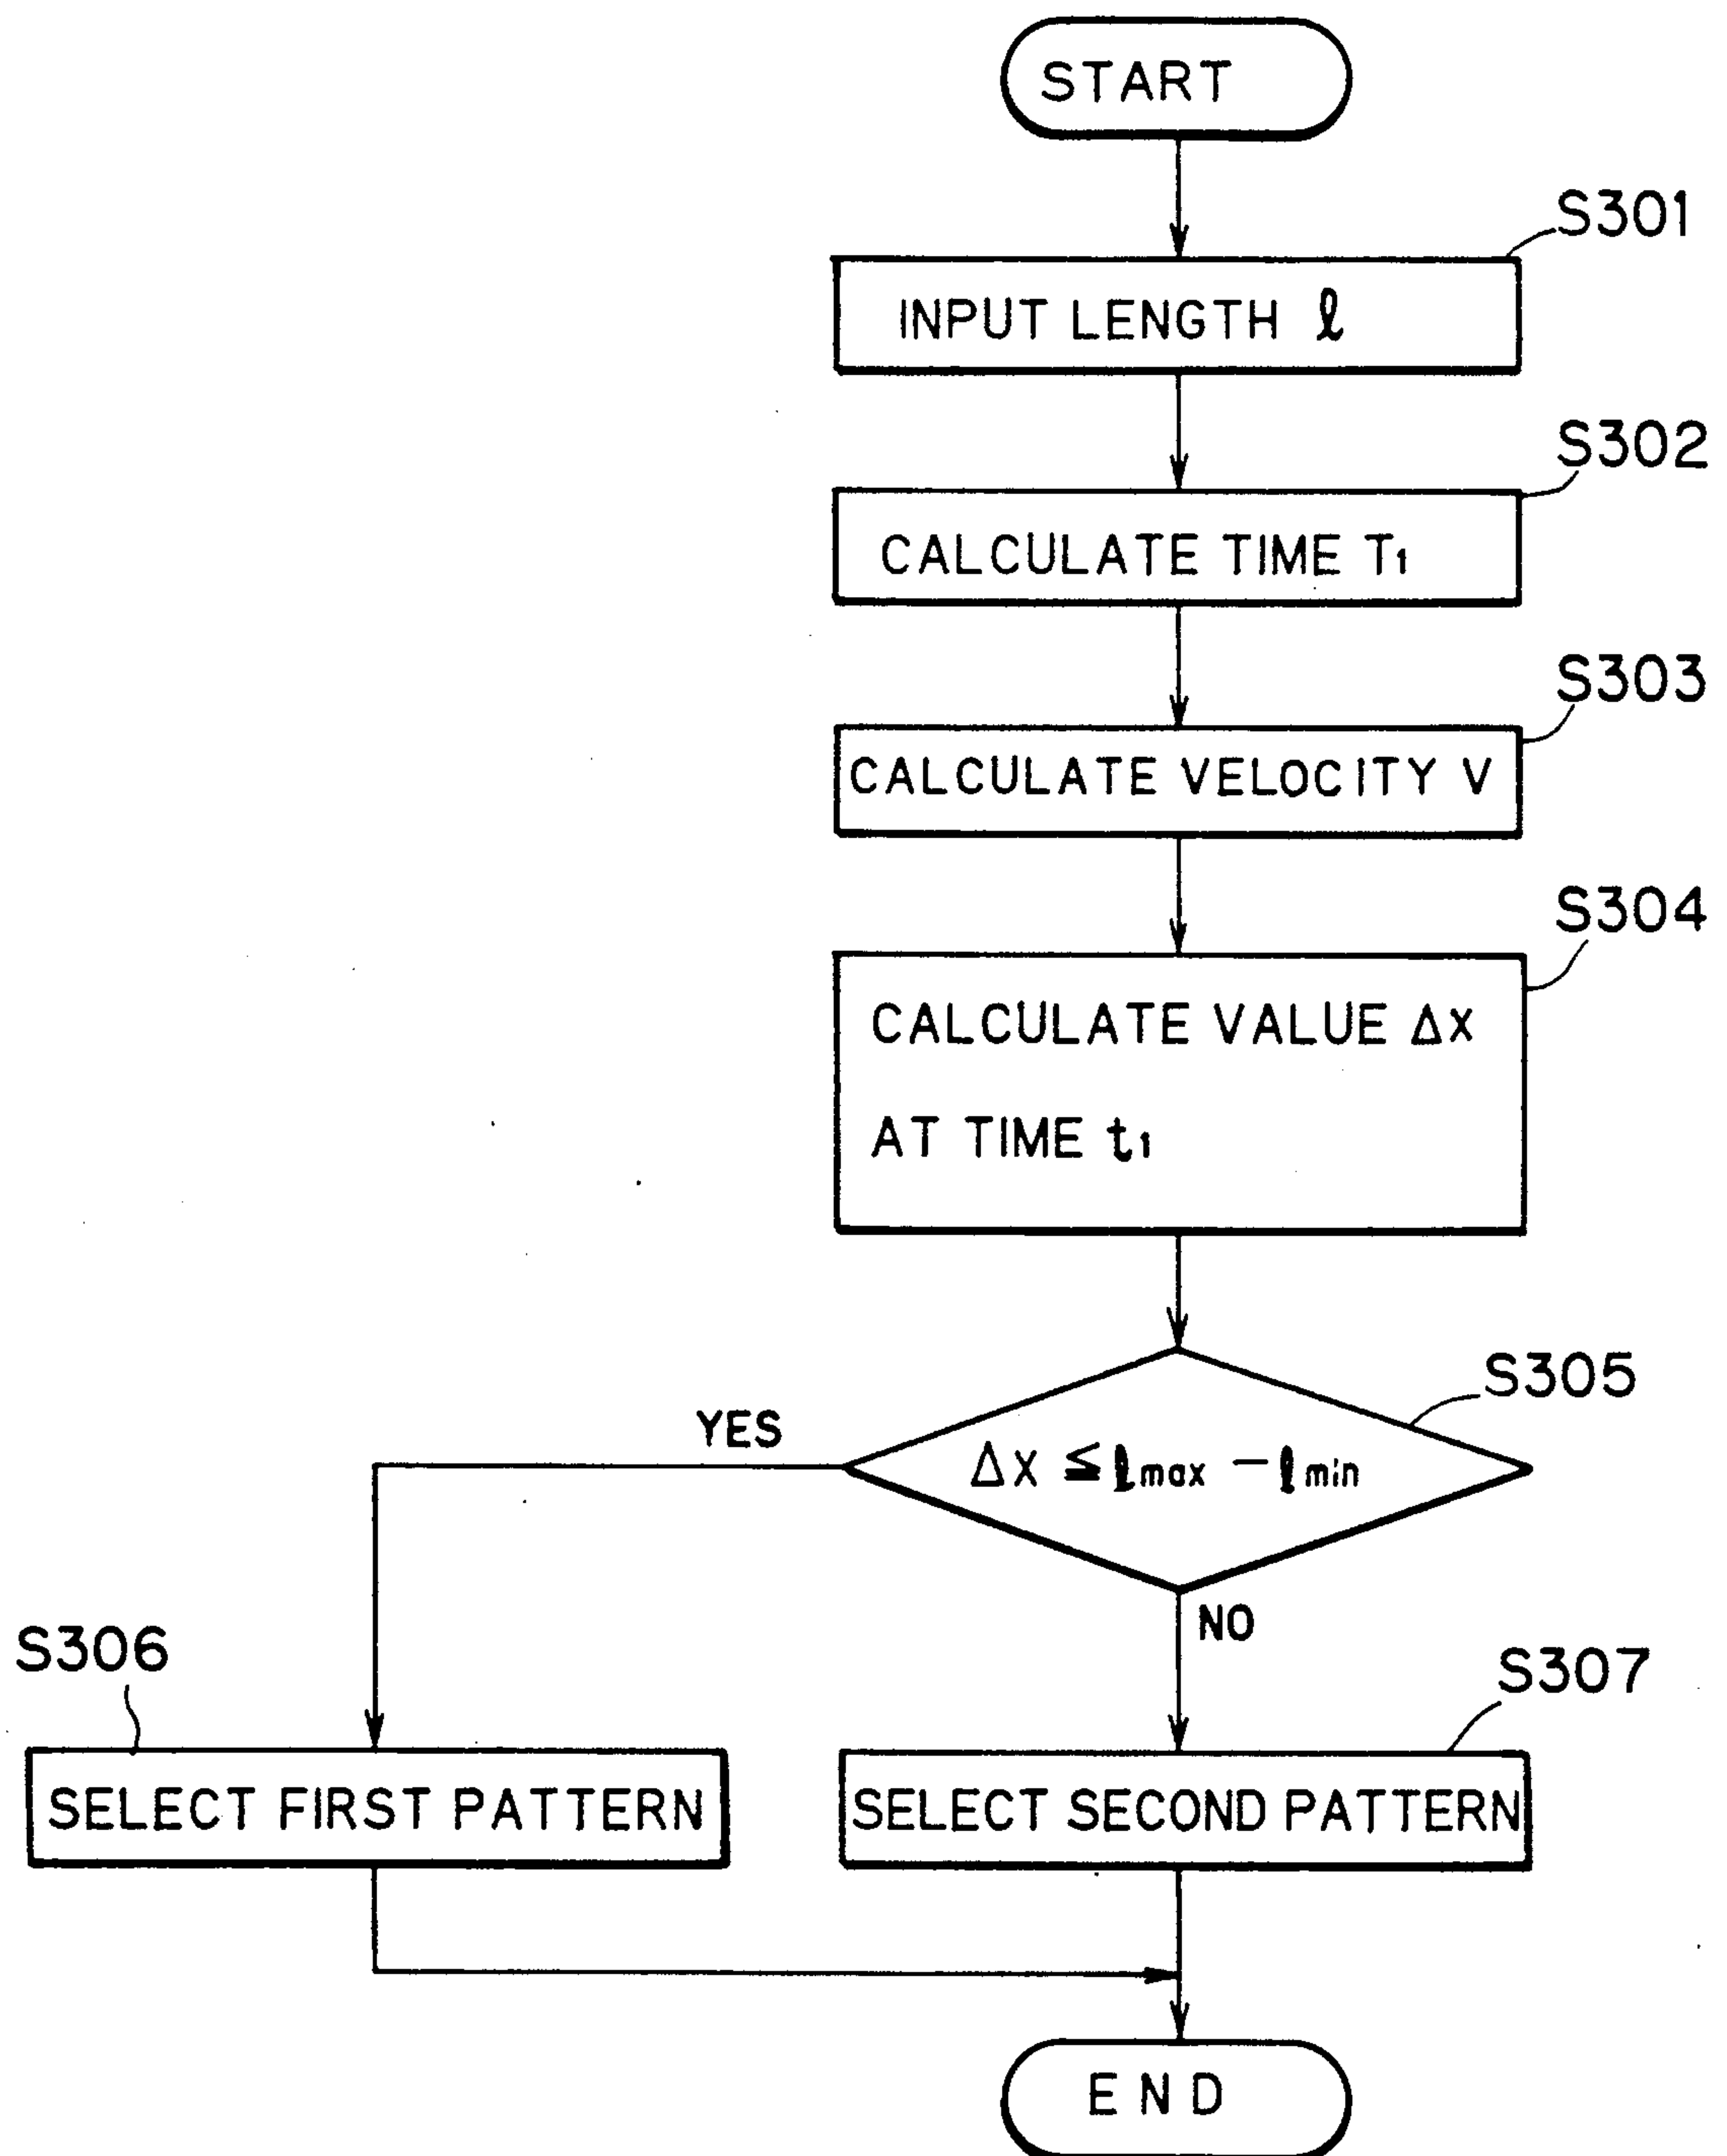 START
S301
INPUT LENGTH ℓ
S302
CALCULATE TIME T₁
S303
CALCULATE VELOCITY V
S304
CALCULATE VALUE Δx
AT TIME t₁
S305
YES
Δx ≦ ℓmax − ℓmin
NO
S306
S307
SELECT FIRST PATTERN
SELECT SECOND PATTERN
END